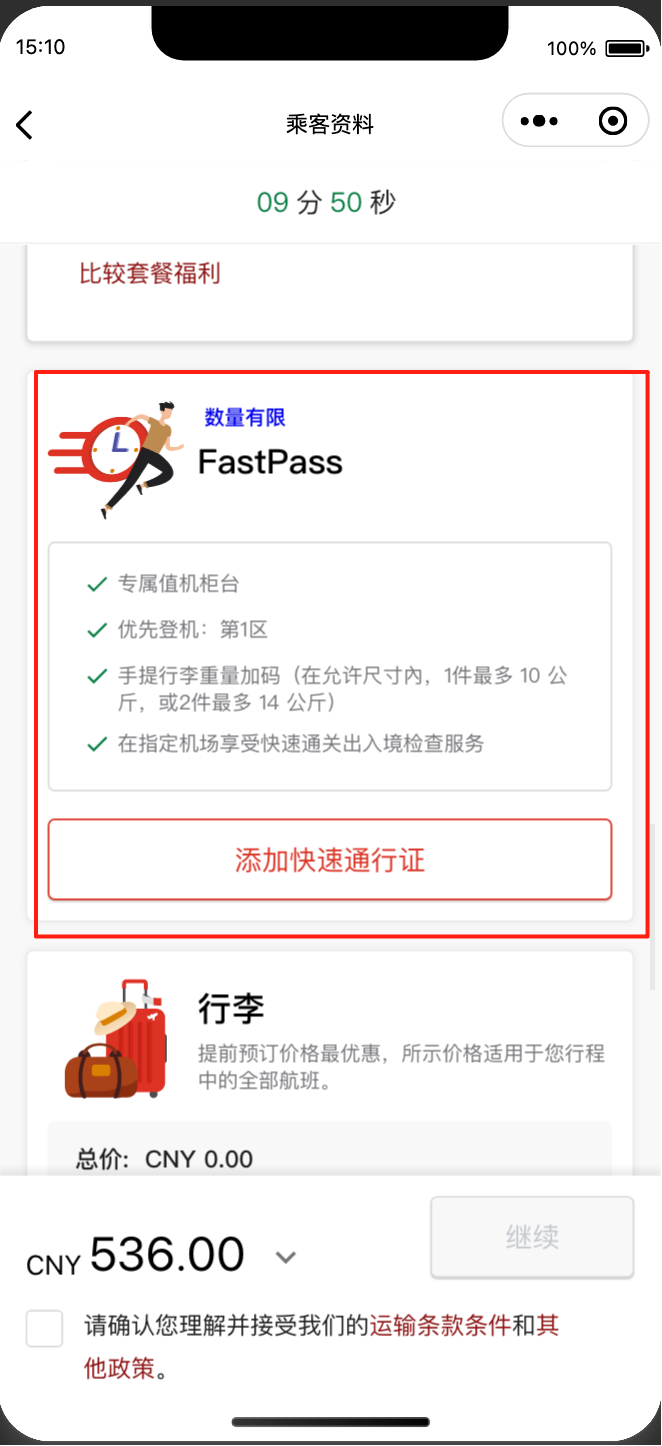 15:10
100%
乘客资料
09 分 50 秒
比较套餐福利
数量有限
FastPass
专属值机柜台
优先登机：第1区
手提行李重量加码（在允许尺寸內，1件最多 10 公
斤，或2件最多 14 公斤）
在指定机场享受快速通关出入境检查服务
添加快速通行证
行李
提前预订价格最优惠，所示价格适用于您行程
中的全部航班。
总价: CNY 0.00
CNY 536.00
继续
请确认您理解并接受我们的运输条款条件和其
他政策。